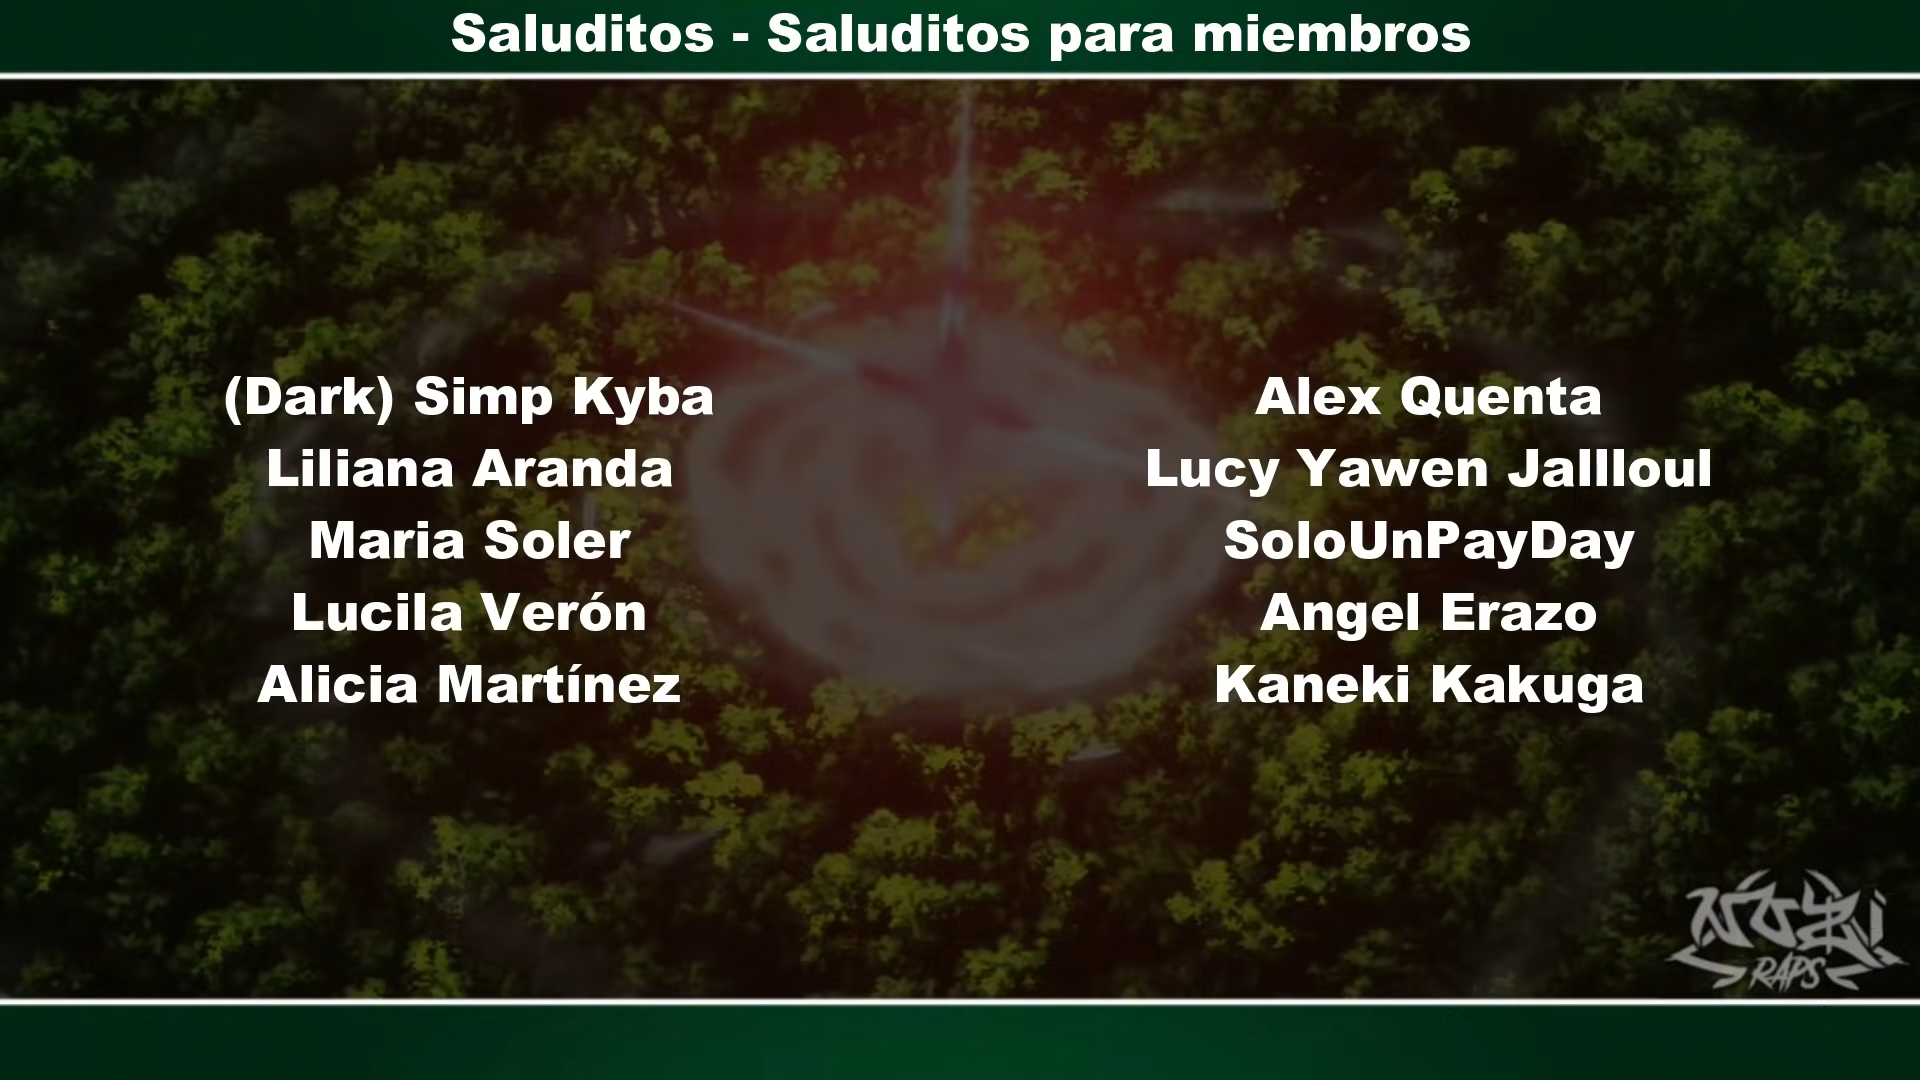 Saluditos - Saluditos para miembros
(Dark) Simp Kyba
Liliana Aranda
Maria Soler
Lucila Verón
Alicia Martínez
Alex Quenta
Lucy Yawen Jallloul
SoloUnPayDay
Angel Erazo
Kaneki Kakuga
RAPS